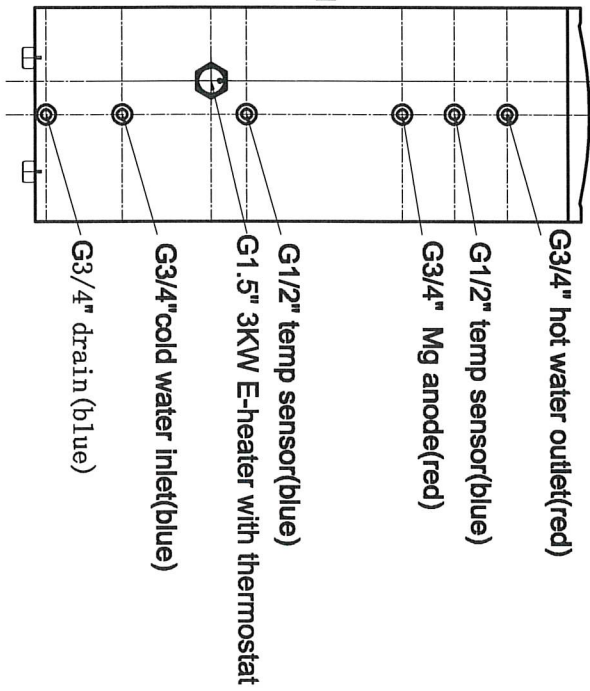 G3/4" hot water outlet(red)
G1/2" temp sensor(blue)
G3/4" Mg anode(red)
G1/2" temp sensor(blue)
G1.5" 3KW E-heater with thermostat
G3/4"cold water inlet(blue)
G3/4" drain(blue)